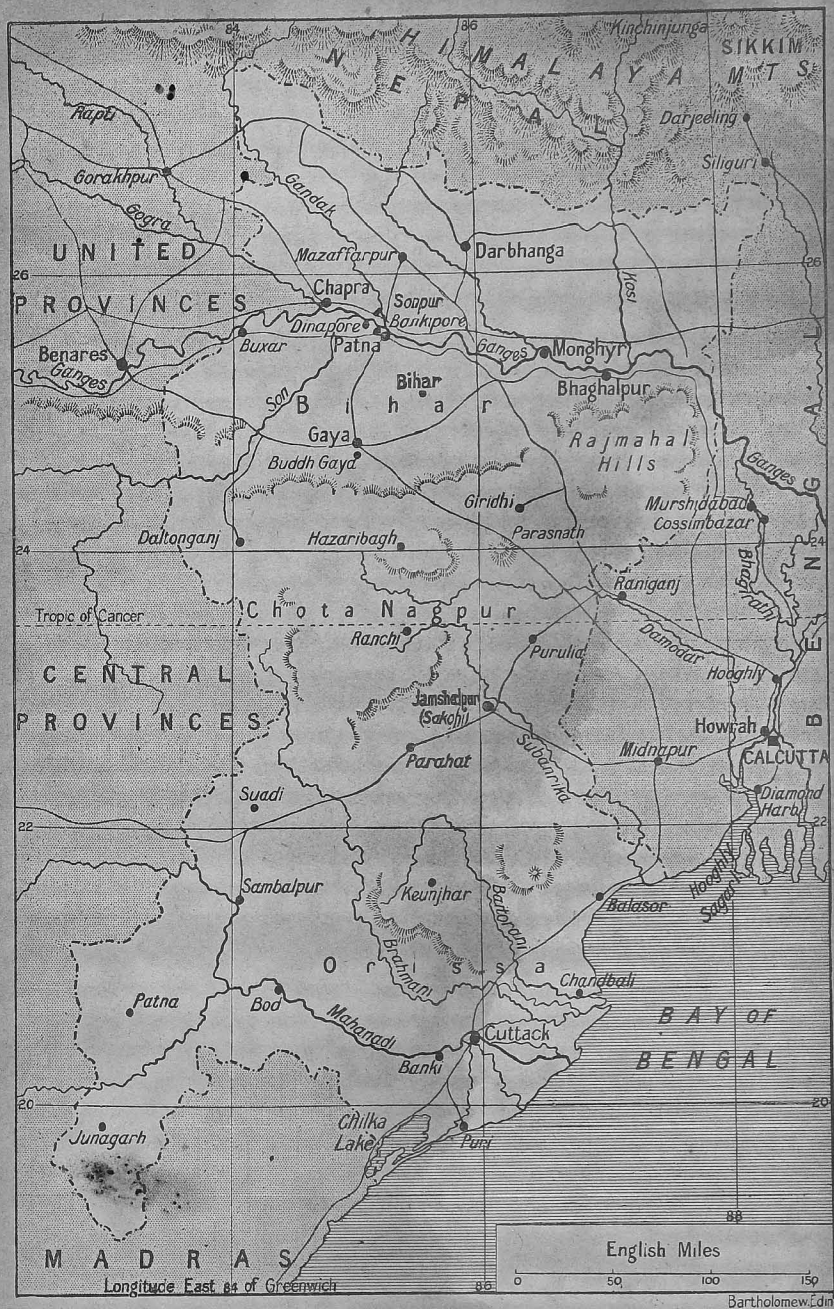 84
86
Kinchinjunga
SIKKIM
HIMALAYA MTS
NEPAL
Rapti
Darjeeling
Siliguri
Gorakhpur
Gandak
Gogra
UNITED
PROVINCES
Mazaffarpur
Darbhanga
26
26
Kosi
Chapra
Sonpur
Dinapore
Bankipore
Patna
Buxar
Benares
Ganges
Ganges
Monghyr
Bhaghalpur
Bihar
Son
Bihar
Gaya
Buddh Gaya
Rajmahal
Hills
Ganges
Giridhi
Murshidabad
Cossimbazar
Parasnath
Daltonganj
Hazaribagh
24
24
Bhagirath
BENGAL
Raniganj
Tropic of Cancer
Chota Nagpur
Ranchi
Purulia
Damodar
Hooghly
CENTRAL
PROVINCES
Jamshedpur
(Sakchi)
Howrah
CALCUTTA
Parahat
Subanrika
Midnapur
Suadi
Diamond
Harb.
22
22
Hooghly
Sagar I.
Sambalpur
Keunjhar
Baitorani
Balasor
Brahmani
Orissa
Chandbali
Patna
Bod
Mahanadi
Cuttack
Banki
BAY OF
BENGAL
20
20
Chilka
Lake
Puri
Junagarh
88
MADRAS
English Miles
0 50 100 150
Longitude East 84 of Greenwich
86
Bartholomew.Edin